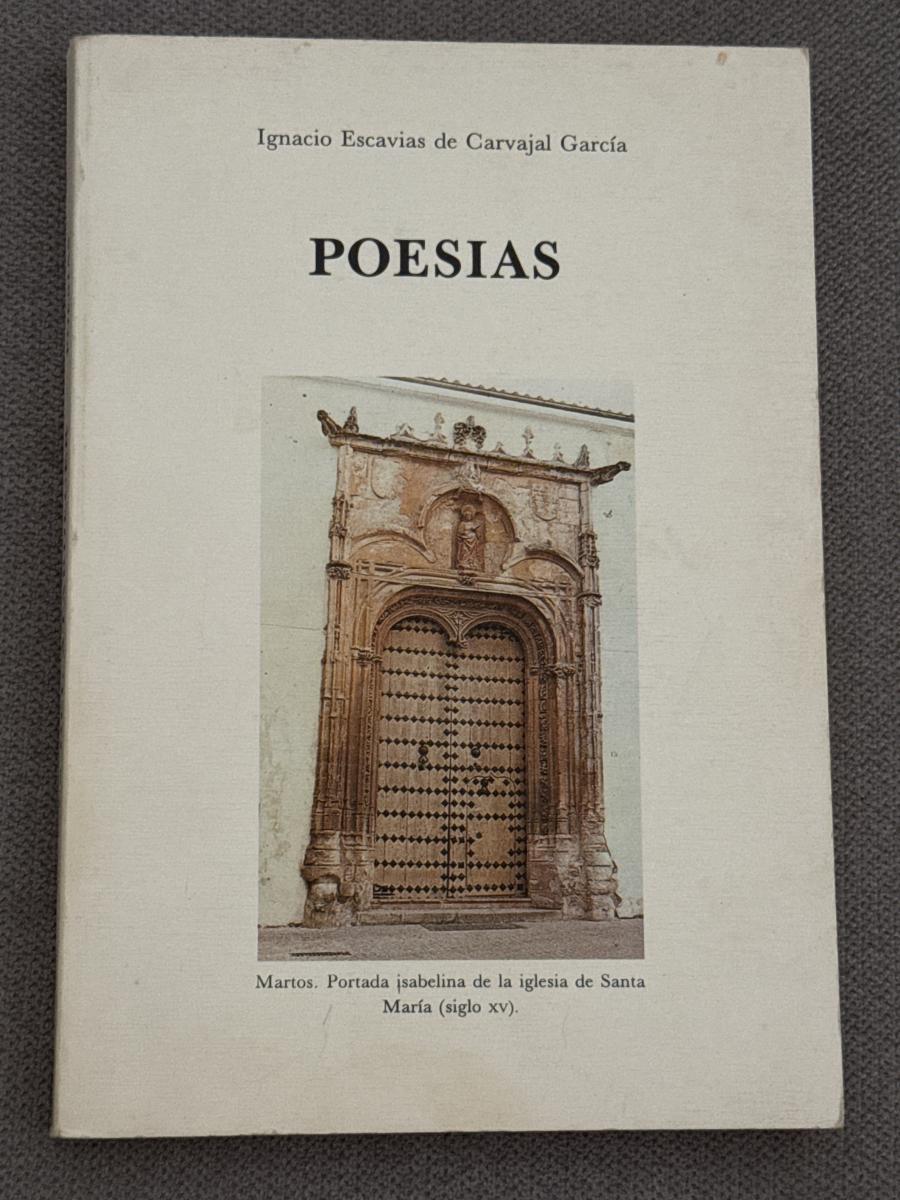 Ignacio Escavias de Carvajal García
POESIAS
Martos. Portada isabelina de la iglesia de Santa
María (siglo XV).